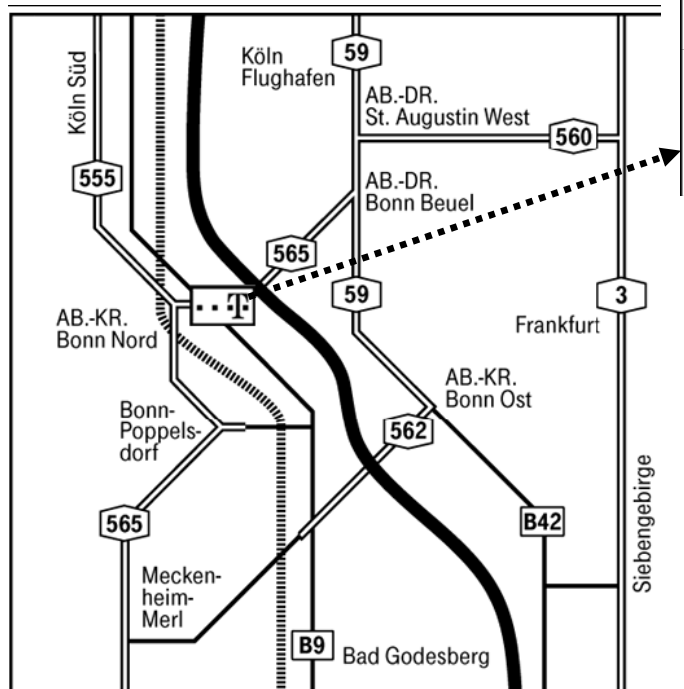 Köln
Flughafen
59
Köln Süd
AB.-DR.
St. Augustin West
560
555
AB.-DR.
Bonn Beuel
565
59
3
T
AB.-KR.
Bonn Nord
Frankfurt
AB.-KR.
Bonn Ost
Bonn-
Poppels-
dorf
562
565
B42
Siebengebirge
Mecken-
heim-
Merl
B9
Bad Godesberg